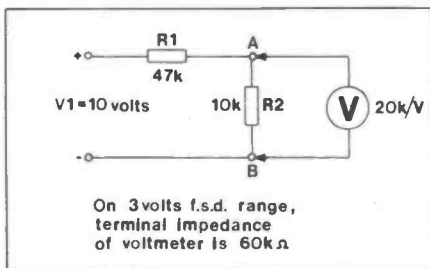 R1
A
+
47k
V1=10 volts
10k
R2
V
20k/V
-
B
On 3volts f.s.d. range,
terminal impedance
of voltmeter is 60kΩ